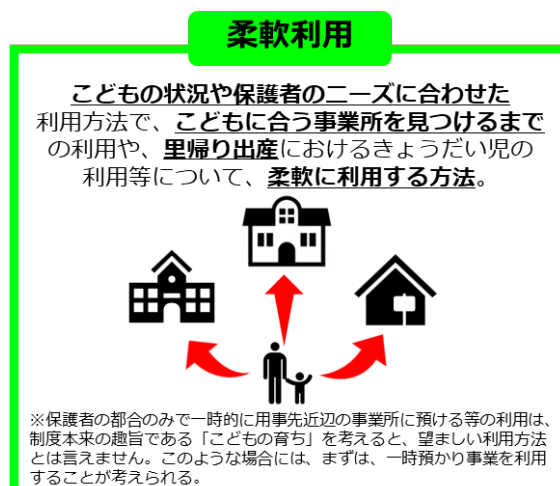 柔軟利用
こどもの状況や保護者のニーズに合わせた
利用方法で、こどもに合う事業所を見つけるまで
の利用や、里帰り出産におけるきょうだい児の
利用等について、柔軟に利用する方法。
※保護者の都合のみで一時的に用事先近辺の事業所に預ける等の利用は、
制度本来の趣旨である「こどもの育ち」を考えると、望ましい利用方法
とは言えません。このような場合には、まずは、一時預かり事業を利用
することが考えられる。